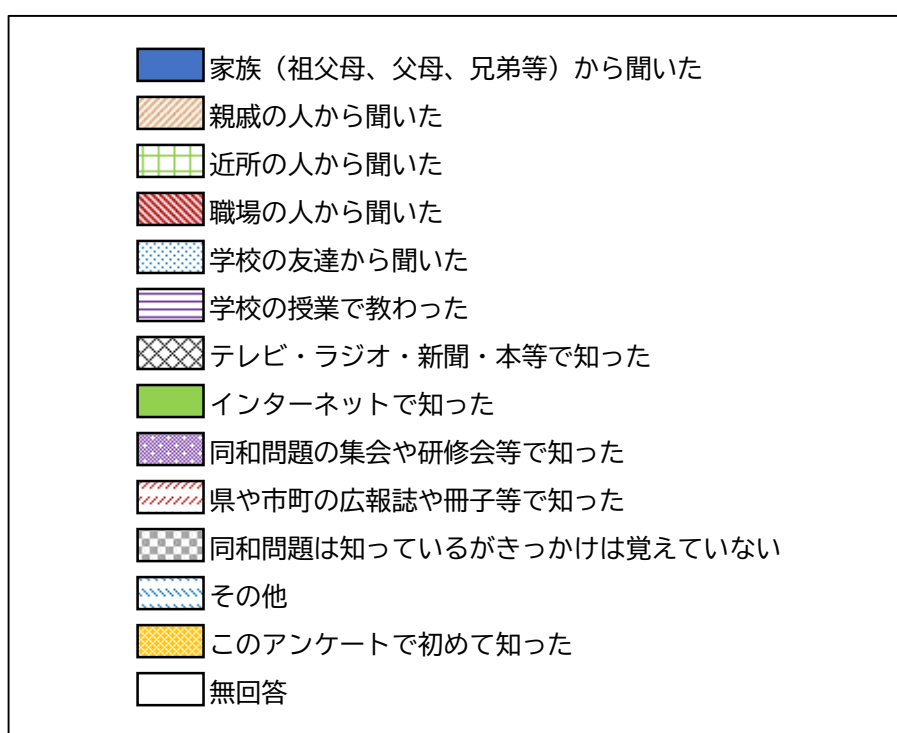 家族（祖父母、父母、兄弟等）から聞いた
親戚の人から聞いた
近所の人から聞いた
職場の人から聞いた
学校の友達から聞いた
学校の授業で教わった
テレビ・ラジオ・新聞・本等で知った
インターネットで知った
同和問題の集会や研修会等で知った
県や市町の広報誌や冊子等で知った
同和問題は知っているがきっかけは覚えていない
その他
このアンケートで初めて知った
無回答